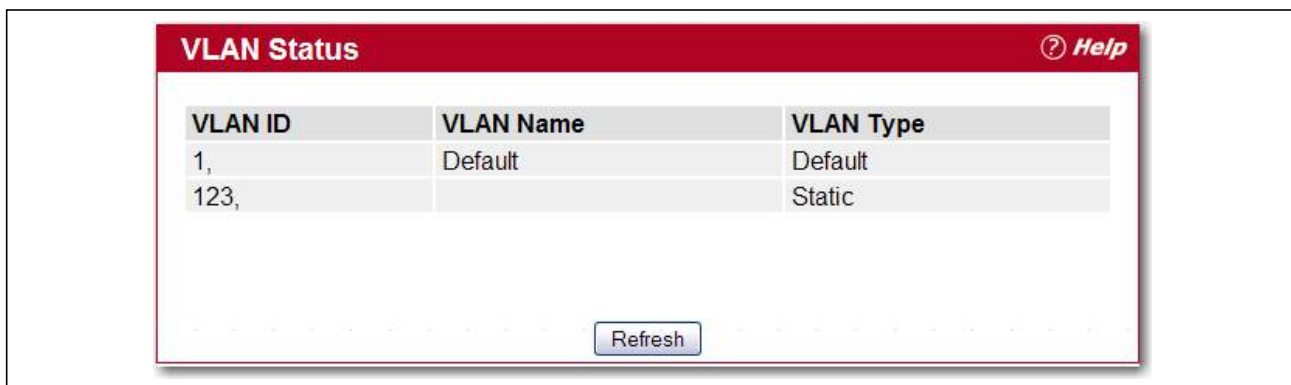 VLAN Status
? Help
VLAN ID VLAN Name VLAN Type
1, Default Default
123, Static
Refresh